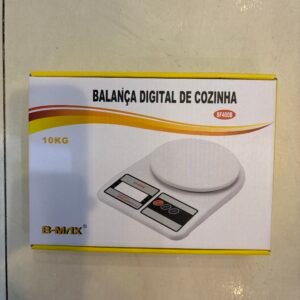 BALANÇA DIGITAL DE COZINHA
SF400B
10KG
B-MAX®